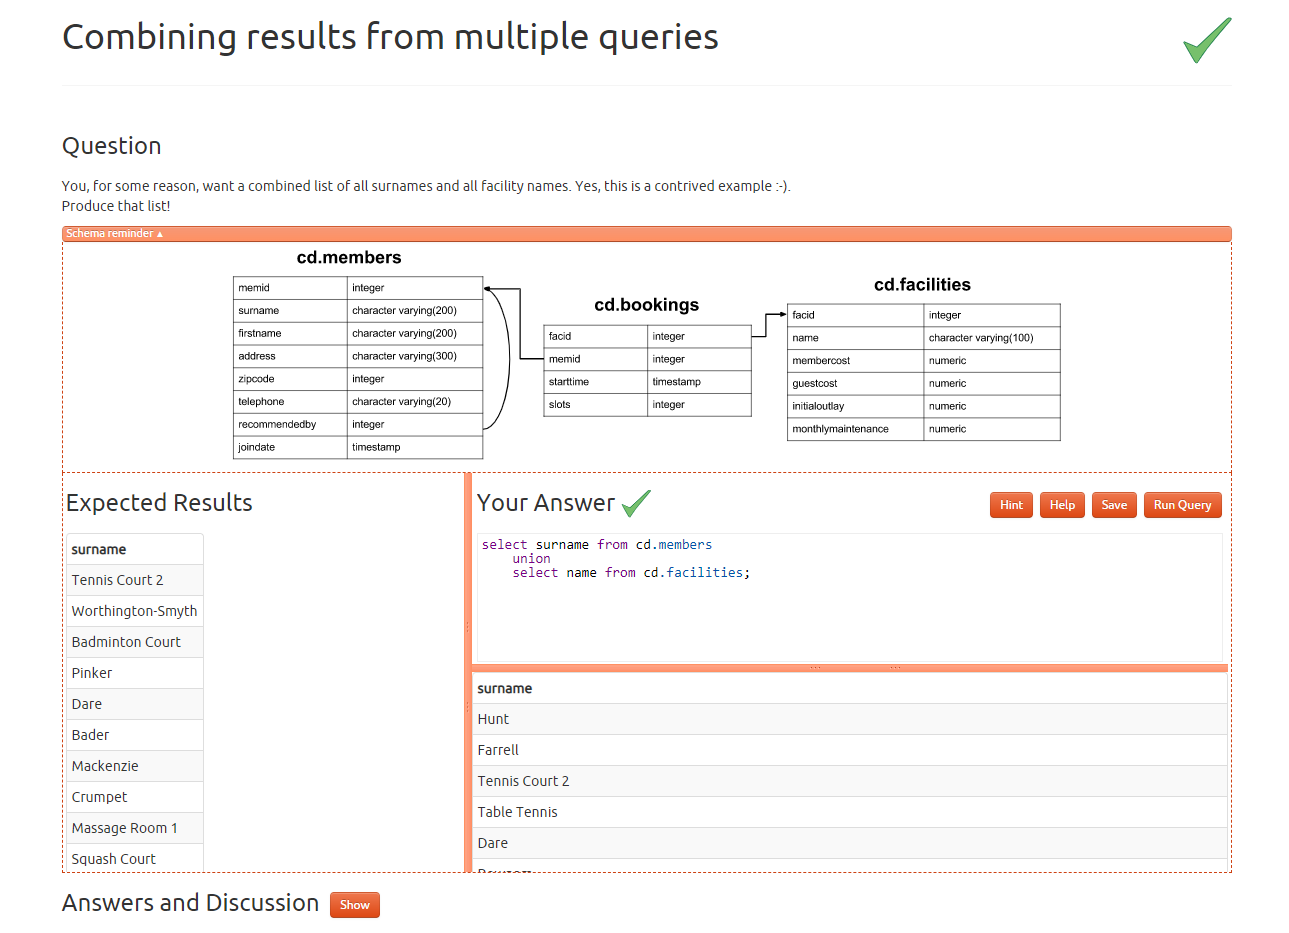 Combining results from multiple queries
Question
You, for some reason, want a combined list of all surnames and all facility names. Yes, this is a contrived example :-).
Produce that list!
Schema reminder ▴
cd.members
memid integer
surname character varying(200)
firstname character varying(200)
address character varying(300)
zipcode integer
telephone character varying(20)
recommendedby integer
joindate timestamp
cd.bookings
facid integer
memid integer
starttime timestamp
slots integer
cd.facilities
facid integer
name character varying(100)
membercost numeric
guestcost numeric
initialoutlay numeric
monthlymaintenance numeric
Expected Results
surname
Tennis Court 2
Worthington-Smyth
Badminton Court
Pinker
Dare
Bader
Mackenzie
Crumpet
Massage Room 1
Squash Court
Your Answer
Hint Help Save Run Query
select surname from cd.members
union
select name from cd.facilities;
surname
Hunt
Farrell
Tennis Court 2
Table Tennis
Dare
Answers and Discussion Show